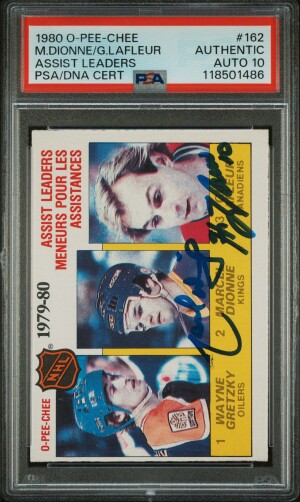 1980 O-PEE-CHEE #162
M.DIONNE/G.LAFLEUR AUTHENTIC
ASSIST LEADERS AUTO 10
PSA/DNA CERT PSA 118501486
ASSIST LEADERS
MENEURS POUR LES
ASSISTANCES
1979-80
NHL
O-PEE-CHEE
1 WAYNE
GRETZKY
OILERS
2 MARCEL
DIONNE
KINGS
3
LAFLEUR
CANADIENS